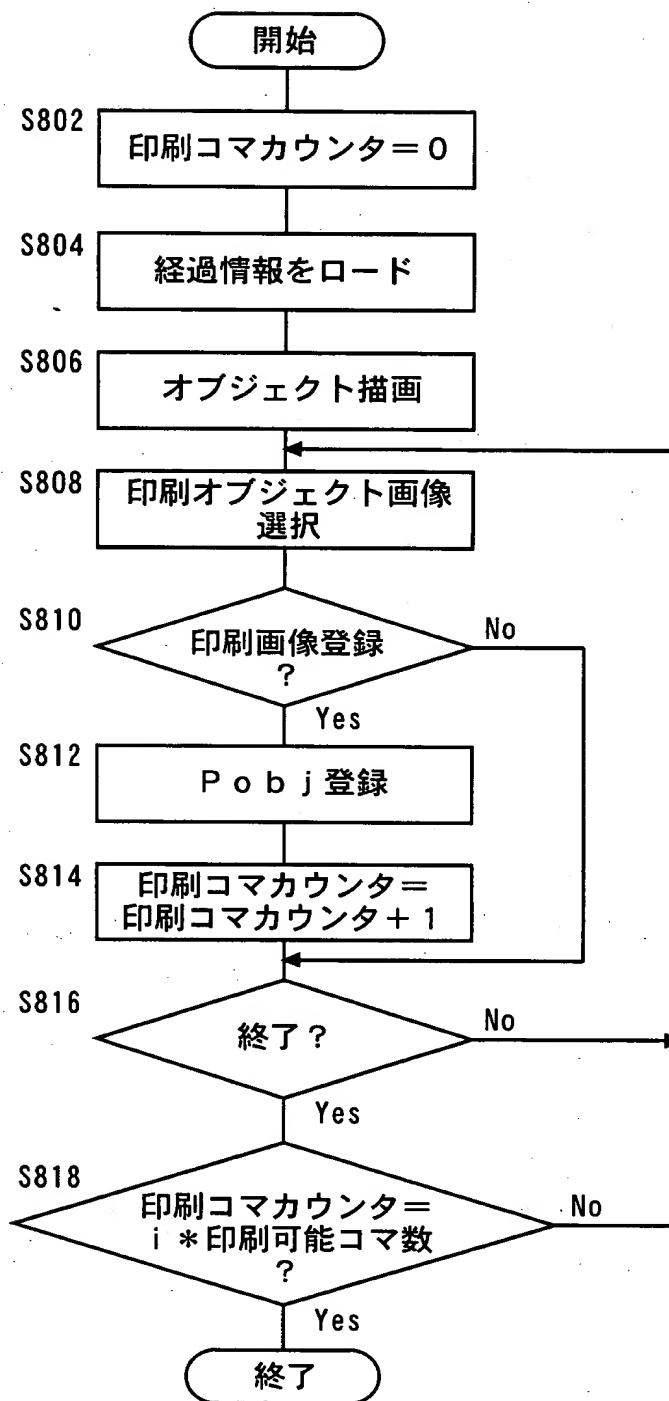 開始
S802
印刷コマカウンタ＝０
S804
経過情報をロード
S806
オブジェクト描画
S808
印刷オブジェクト画像
選択
S810
印刷画像登録
？
No
Yes
S812
Ｐｏｂｊ登録
S814
印刷コマカウンタ＝
印刷コマカウンタ＋１
S816
終了？
No
Yes
S818
印刷コマカウンタ＝
ｉ＊印刷可能コマ数
？
No
Yes
終了